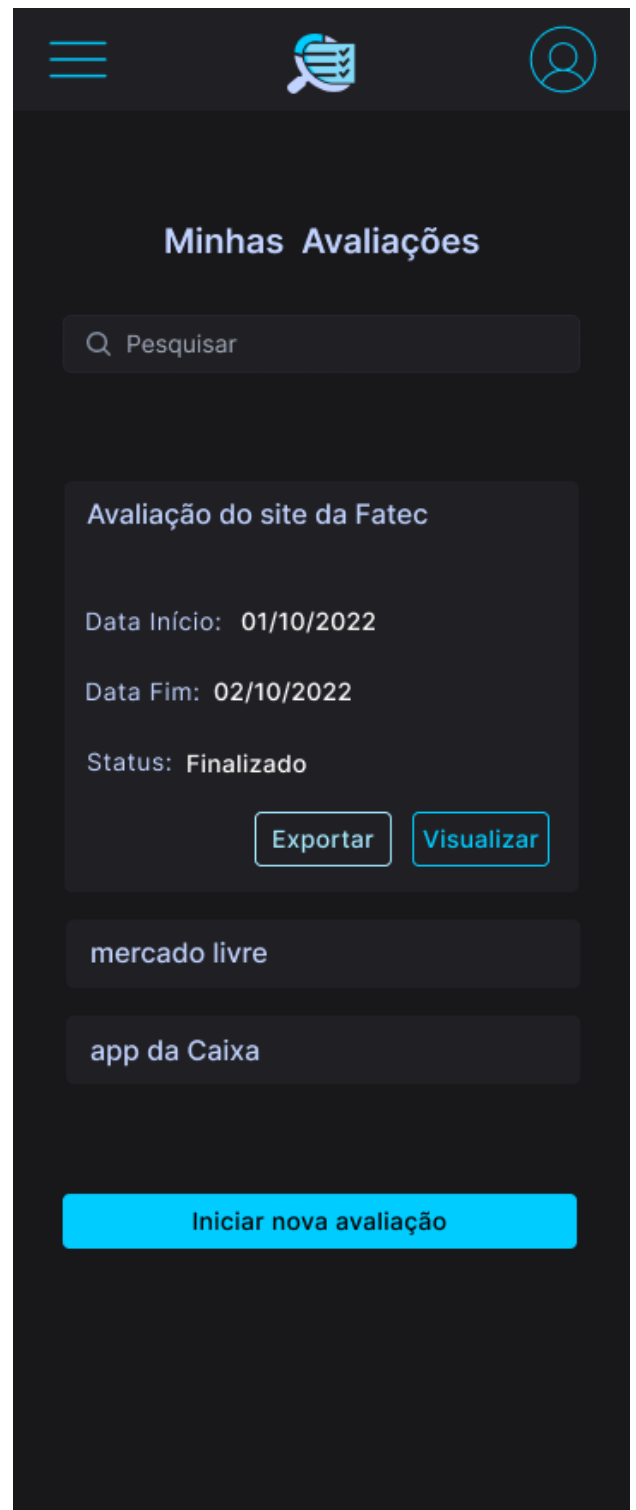 Minhas Avaliações
Pesquisar
Avaliação do site da Fatec
Data Início: 01/10/2022
Data Fim: 02/10/2022
Status: Finalizado
Exportar Visualizar
mercado livre
app da Caixa
Iniciar nova avaliação